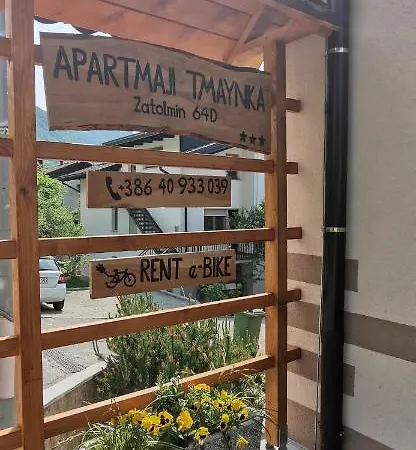 APARTMAJI TMAYNKA
Zatolmin 64D
***
+386 40 933 039
RENT e-BIKE